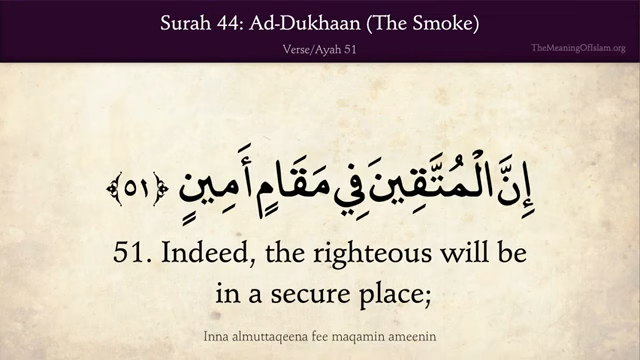 Surah 44: Ad-Dukhaan (The Smoke)
Verse/Ayah 51
TheMeaningOfIslam.org
إِنَّ الْمُتَّقِينَ فِي مَقَامٍ أَمِينٍ ﴿٥١﴾
51. Indeed, the righteous will be
in a secure place;
Inna almuttaqeena fee maqamin ameenin